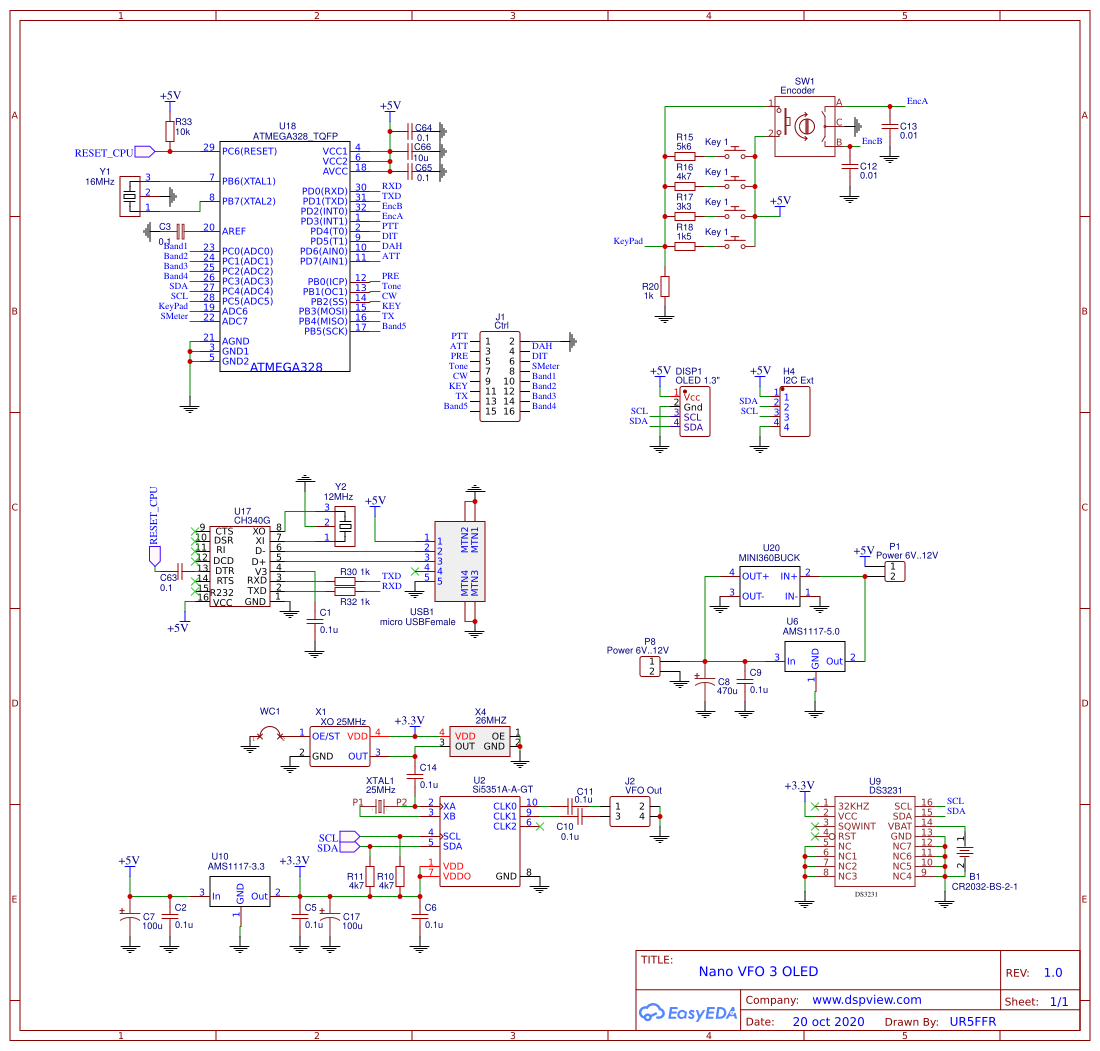 1 2 3 4 5
A B C D E
+5V
R33
10k
RESET_CPU
Y1
16MHz
3
2
1
U18
ATMEGA328_TQFP
29 PC6(RESET)
7 PB6(XTAL1)
8 PB7(XTAL2)
20 AREF
C3
0.1
Band1 23 PC0(ADC0)
Band2 24 PC1(ADC1)
Band3 25 PC2(ADC2)
Band4 26 PC3(ADC3)
SDA 27 PC4(ADC4)
SCL 28 PC5(ADC5)
KeyPad 19 ADC6
SMeter 22 ADC7
21 AGND
3 GND1
5 GND2
ATMEGA328
VCC1 4
VCC2 6
AVCC 18
PD0(RXD) 30 RXD
PD1(TXD) 31 TXD
PD2(INT0) 32 EncB
PD3(INT1) 1 EncA
PD4(T0) 2 PTT
PD5(T1) 9 DIT
PD6(AIN0) 10 DAH
PD7(AIN1) 11 ATT
PB0(ICP) 12 PRE
PB1(OC1) 13 Tone
PB2(SS) 14 CW
PB3(MOSI) 15 KEY
PB4(MISO) 16 TX
PB5(SCK) 17 Band5
+5V
C64
0.1
C66
10u
C65
0.1
SW1
Encoder
1
2
A
C
B
EncA
EncB
C13
0.01
C12
0.01
R15
5k6
Key 1
R16
4k7
Key 1
R17
3k3
Key 1
R18
1k5
Key 1
+5V
KeyPad
R20
1k
J1
Ctrl
PTT 1 2
ATT 3 4 DAH
PRE 5 6 DIT
Tone 7 8 SMeter
CW 9 10 Band1
KEY 11 12 Band2
TX 13 14 Band3
Band5 15 16 Band4
+5V
DISP1
OLED 1.3"
1 Vcc
2 Gnd
SCL 3 SCL
SDA 4 SDA
+5V
H4
I2C Ext
1 1
SDA 2 2
SCL 3 3
4 4
RESET_CPU
C63
0.1
U17
CH340G
9 CTS XO 8
10 DSR XI 7
11 RI D- 6
12 DCD D+ 5
13 DTR V3 4
14 RTS RXD 3
15 R232 TXD 2
16 VCC GND 1
+5V
Y2
12MHz
3
2
1
+5V
R30 1k TXD
R32 1k RXD
C1
0.1u
1 1
2 2
3 3
4 4
5 5
MTN2
MTN1
MTN4
MTN3
USB1
micro USBFemale
U20
MINI360BUCK
4 OUT+ IN+ 2
3 OUT- IN- 1
+5V
P1
Power 6V..12V
1
2
U6
AMS1117-5.0
3 In GND Out 2
1
P8
Power 6V..12V
1
2
C8
470u
C9
0.1u
WC1
X1
XO 25MHz
1 OE/ST VDD 4
2 GND OUT 3
+3.3V
X4
26MHZ
4 VDD OE 1
3 OUT GND 2
C14
0.1u
XTAL1
25MHz
P1 P2
U2
Si5351A-A-GT
2 XA CLK0 10
3 XB CLK1 9
CLK2 6
4 SCL
5 SDA
1 VDD
7 VDDO GND 8
SCL
SDA
R11
4k7
R10
4k7
C11
0.1u
C10
0.1u
J2
VFO Out
1 2
3 4
+5V
U10
AMS1117-3.3
3 In GND Out 2
1
+3.3V
C7
100u
C2
0.1u
C5
0.1u
C17
100u
C6
0.1u
+3.3V
U9
DS3231
1 32KHZ SCL 16 SCL
2 VCC SDA 15 SDA
3 SQWINT VBAT 14
4 RST GND 13
5 NC NC7 12
6 NC1 NC6 11
7 NC2 NC5 10
8 NC3 NC4 9
DS3231
1
2
B1
CR2032-BS-2-1
TITLE:
Nano VFO 3 OLED
REV: 1.0
EasyEDA
Company: www.dspview.com
Sheet: 1/1
Date: 20 oct 2020 Drawn By: UR5FFR
1 2 3 4 5
A B C D E